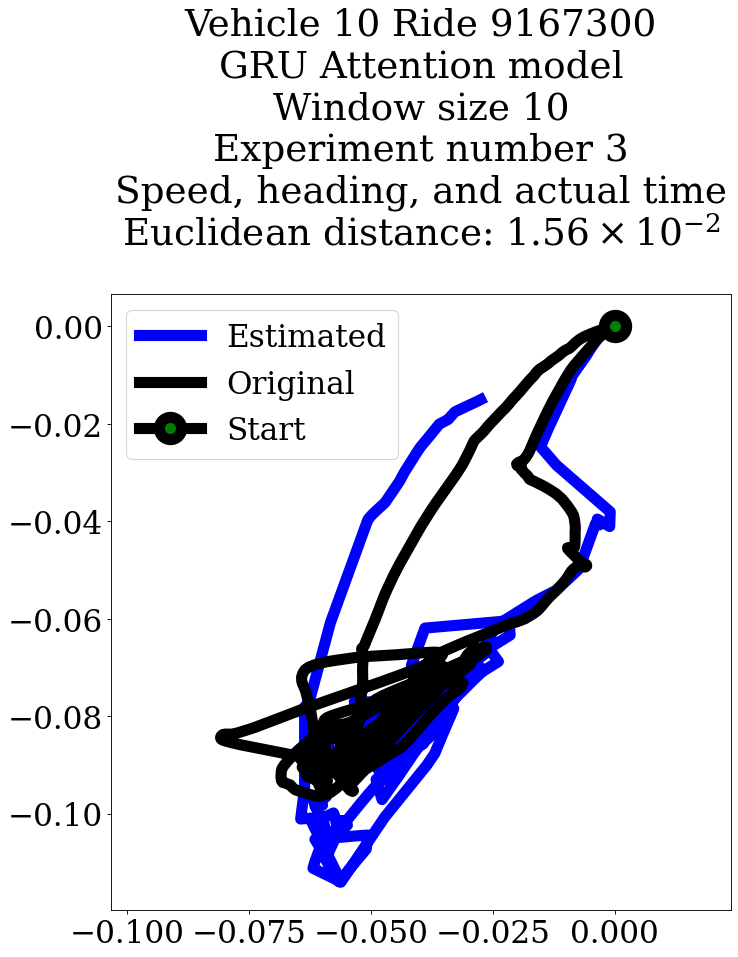 Vehicle 10 Ride 9167300
GRU Attention model
Window size 10
Experiment number 3
Speed, heading, and actual time
Euclidean distance: 1.56 × 10⁻²
Estimated
Original
Start
0.00
−0.02
−0.04
−0.06
−0.08
−0.10
−0.100 −0.075 −0.050 −0.025 0.000